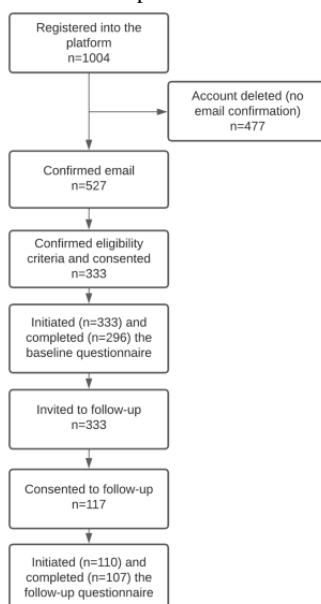 Registered into the
platform
n=1004
Account deleted (no
email confirmation)
n=477
Confirmed email
n=527
Confirmed eligibility
criteria and consented
n=333
Initiated (n=333) and
completed (n=296) the
baseline questionnaire
Invited to follow-up
n=333
Consented to follow-up
n=117
Initiated (n=110) and
completed (n=107) the
follow-up questionnaire